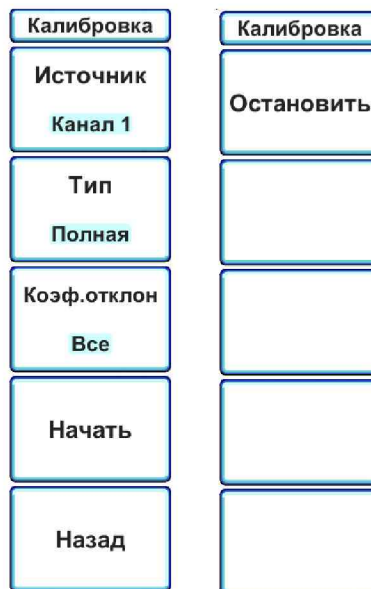 Калибровка
Источник
Канал 1
Тип
Полная
Коэф.отклон
Все
Начать
Назад
Калибровка
Остановить